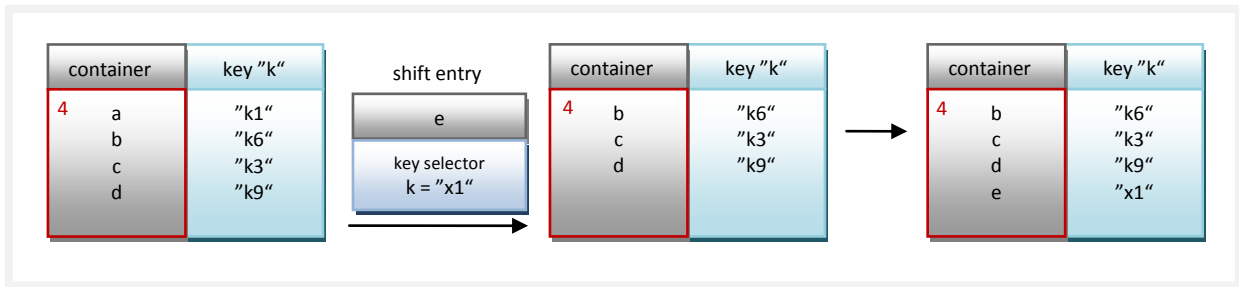 container key ”k“
4 a ”k1“
b ”k6“
c ”k3“
d ”k9“
shift entry
e
key selector
k = ”x1“
container key ”k“
4 b ”k6“
c ”k3“
d ”k9“
container key ”k“
4 b ”k6“
c ”k3“
d ”k9“
e ”x1“